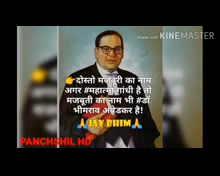 Made with KINEMASTER
👉दोस्तो मजबूरी का नाम
अगर #महात्मा गांधी है तो
मजबूती का नाम भी #डॉ
भीमराव अंबेडकर है!
🙏JAY BHIM🙏
PANCHSHIL HD